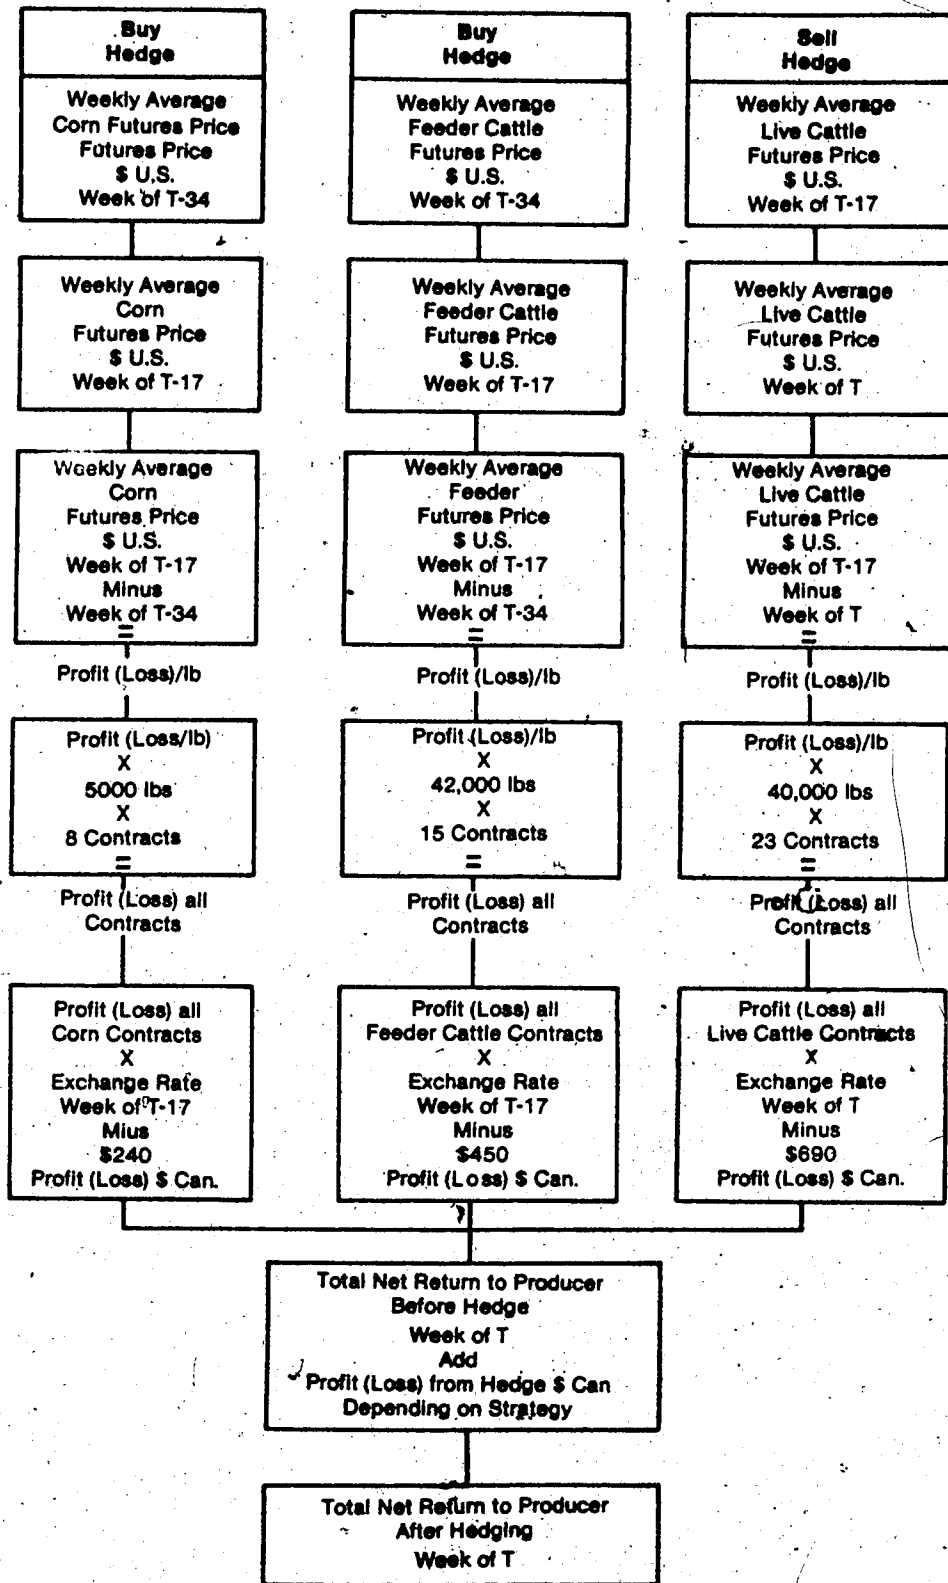 Buy
Hedge
Weekly Average
Corn Futures Price
Futures Price
$ U.S.
Week of T-34
Weekly Average
Corn
Futures Price
$ U.S.
Week of T-17
Weekly Average
Corn
Futures Price
$ U.S.
Week of T-17
Minus
Week of T-34
=
Profit (Loss)/lb
Profit (Loss/lb)
X
5000 lbs
X
8 Contracts
=
Profit (Loss) all
Contracts
Profit (Loss) all
Corn Contracts
X
Exchange Rate
Week of T-17
Mius
$240
Profit (Loss) $ Can.
Buy
Hedge
Weekly Average
Feeder Cattle
Futures Price
$ U.S.
Week of T-34
Weekly Average
Feeder Cattle
Futures Price
$ U.S.
Week of T-17
Weekly Average
Feeder
Futures Price
$ U.S.
Week of T-17
Minus
Week of T-34
=
Profit (Loss)/lb
Profit (Loss)/lb
X
42,000 lbs
X
15 Contracts
=
Profit (Loss) all
Contracts
Profit (Loss) all
Feeder Cattle Contracts
X
Exchange Rate
Week of T-17
Minus
$450
Profit (Loss) $ Can.
Sell
Hedge
Weekly Average
Live Cattle
Futures Price
$ U.S.
Week of T-17
Weekly Average
Live Cattle
Futures Price
$ U.S.
Week of T
Weekly Average
Live Cattle
Futures Price
$ U.S.
Week of T-17
Minus
Week of T
=
Profit (Loss)/lb
Profit (Loss)/lb
X
40,000 lbs
X
23 Contracts
=
Profit (Loss) all
Contracts
Profit (Loss) all
Live Cattle Contracts
X
Exchange Rate
Week of T
Minus
$690
Profit (Loss) $ Can.
Total Net Return to Producer
Before Hedge
Week of T
Add
Profit (Loss) from Hedge $ Can
Depending on Strategy
Total Net Return to Producer
After Hedging
Week of T